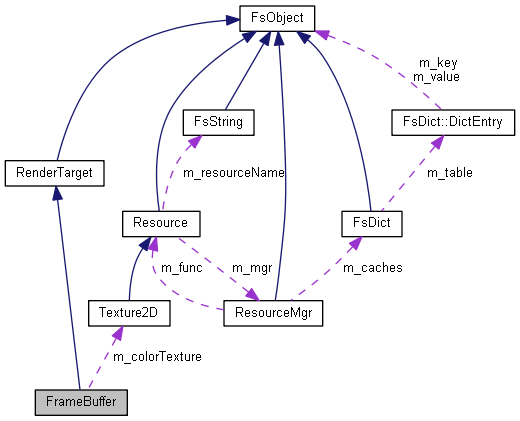 FsObject
m_key
m_value
FsString
FsDict::DictEntry
RenderTarget
m_resourceName
m_table
Resource
FsDict
m_func
m_mgr
m_caches
Texture2D
ResourceMgr
m_colorTexture
FrameBuffer